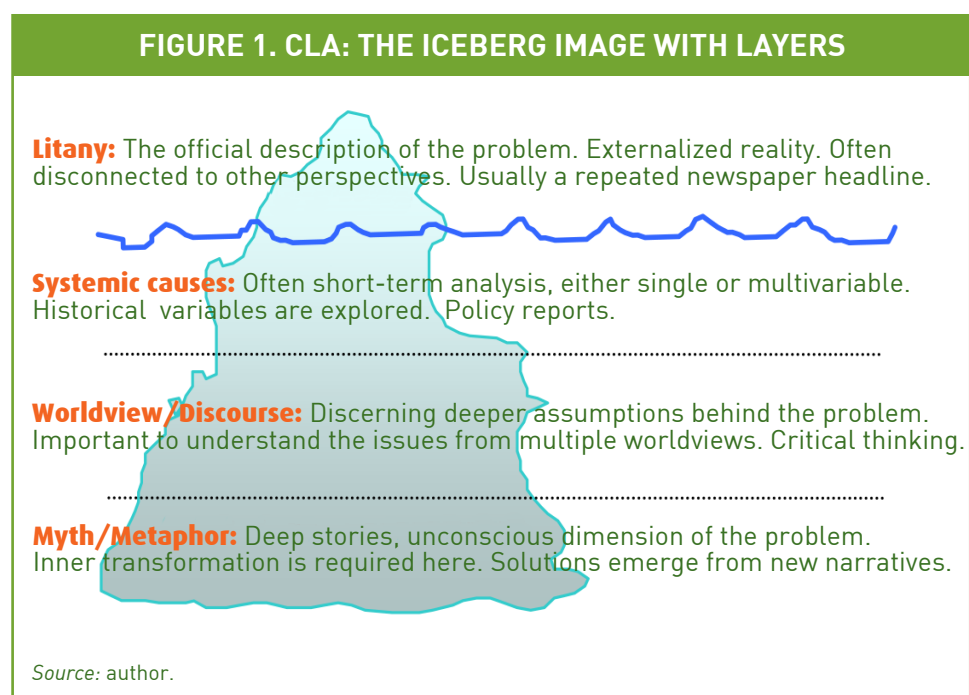 FIGURE 1. CLA: THE ICEBERG IMAGE WITH LAYERS
Litany: The official description of the problem. Externalized reality. Often
disconnected to other perspectives. Usually a repeated newspaper headline.
Systemic causes: Often short-term analysis, either single or multivariable.
Historical variables are explored. Policy reports.
Worldview/Discourse: Discerning deeper assumptions behind the problem.
Important to understand the issues from multiple worldviews. Critical thinking.
Myth/Metaphor: Deep stories, unconscious dimension of the problem.
Inner transformation is required here. Solutions emerge from new narratives.
Source: author.